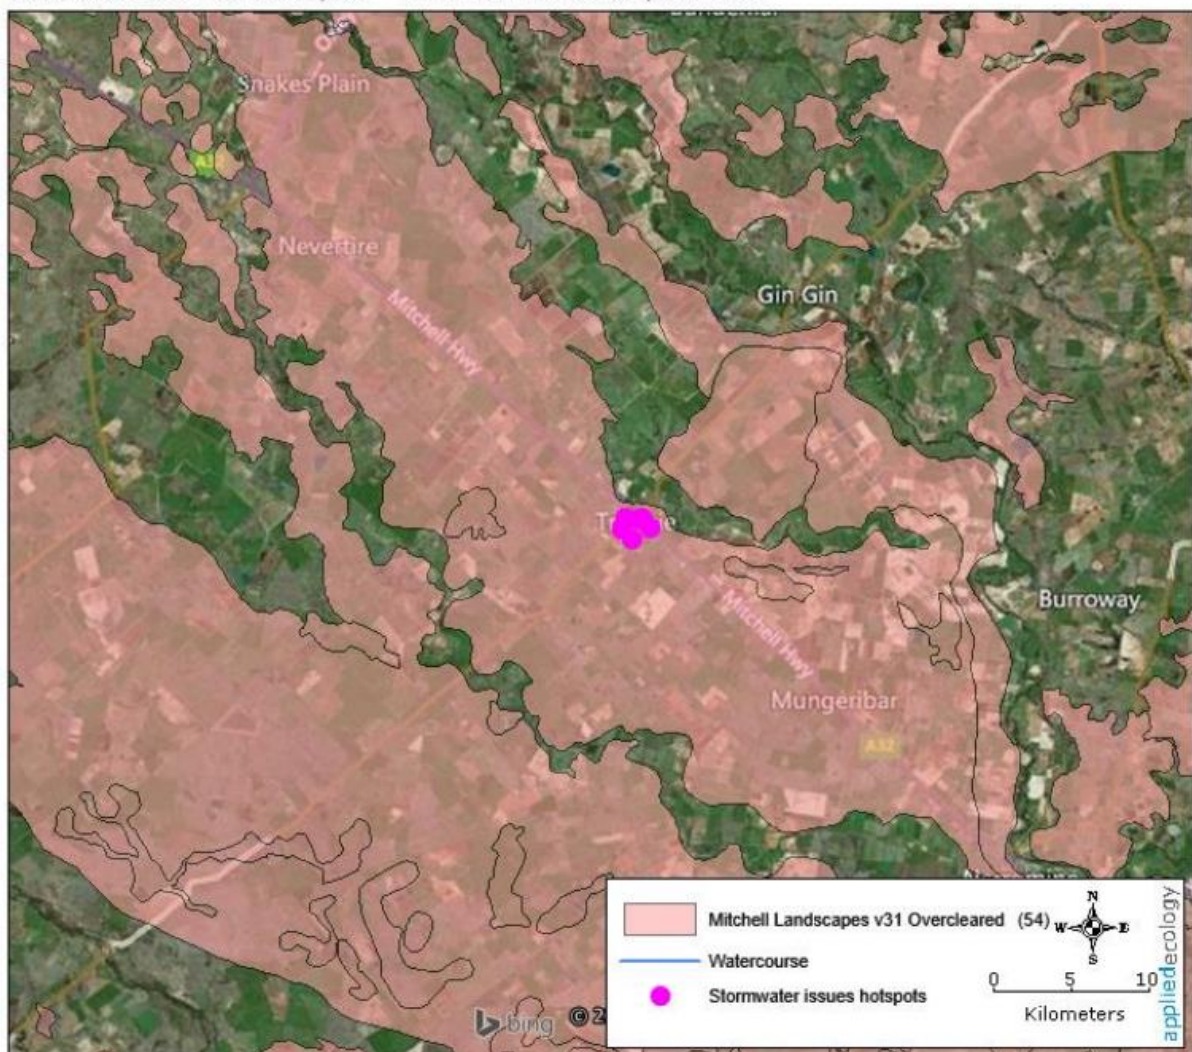 Snakes Plain
Nevertire
Mitchell Hwy
Gin Gin
Burroway
Mitchell Hwy
Mungeribar
A32
Mitchell Landscapes v31 Overcleared (54)
Watercourse
Stormwater issues hotspots
N
W E
S
0 5 10
Kilometers
appliedecology
bing ©